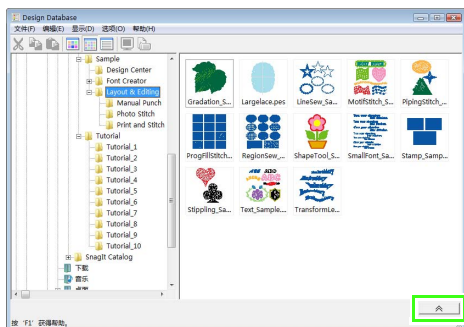 Design Database
文件(F) 编辑(E) 显示(D) 选项(O) 帮助(H)
Sample
Design Center
Font Creator
Layout & Editing
Manual Punch
Photo Stitch
Print and Stitch
Tutorial
Tutorial_1
Tutorial_2
Tutorial_3
Tutorial_4
Tutorial_5
Tutorial_6
Tutorial_7
Tutorial_8
Tutorial_9
Tutorial_10
SnagIt Catalog
下载
音乐
Gradation_S... Largelace.pes LineSew_Sa... MotifStitch_S... PipingStitch_...
ProgFillStitch... RegionSew_... ShapeTool_S... SmallFont_Sa... Stamp_Samp...
Stippling_Sa... Text_Sample.... TransformLe...
按 'F1' 获得帮助。